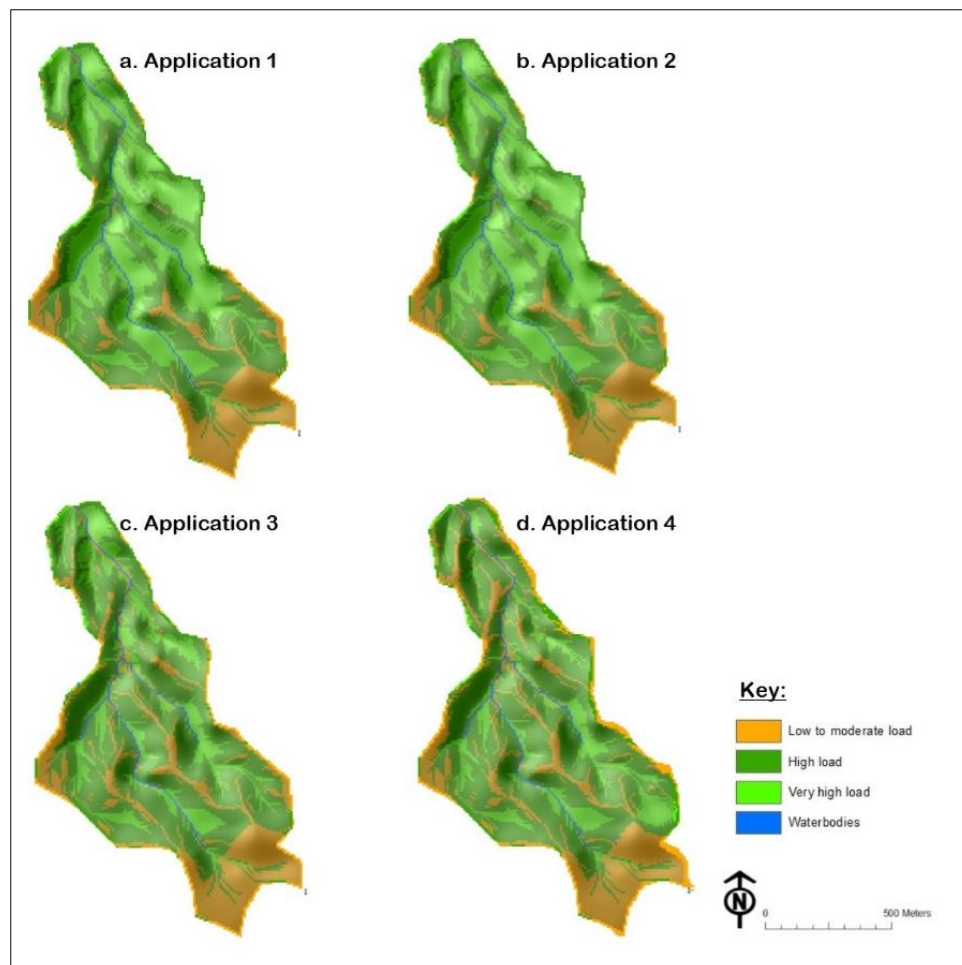 a. Application 1
b. Application 2
c. Application 3
d. Application 4
Key:
Low to moderate load
High load
Very high load
Waterbodies
N
0 500 Meters